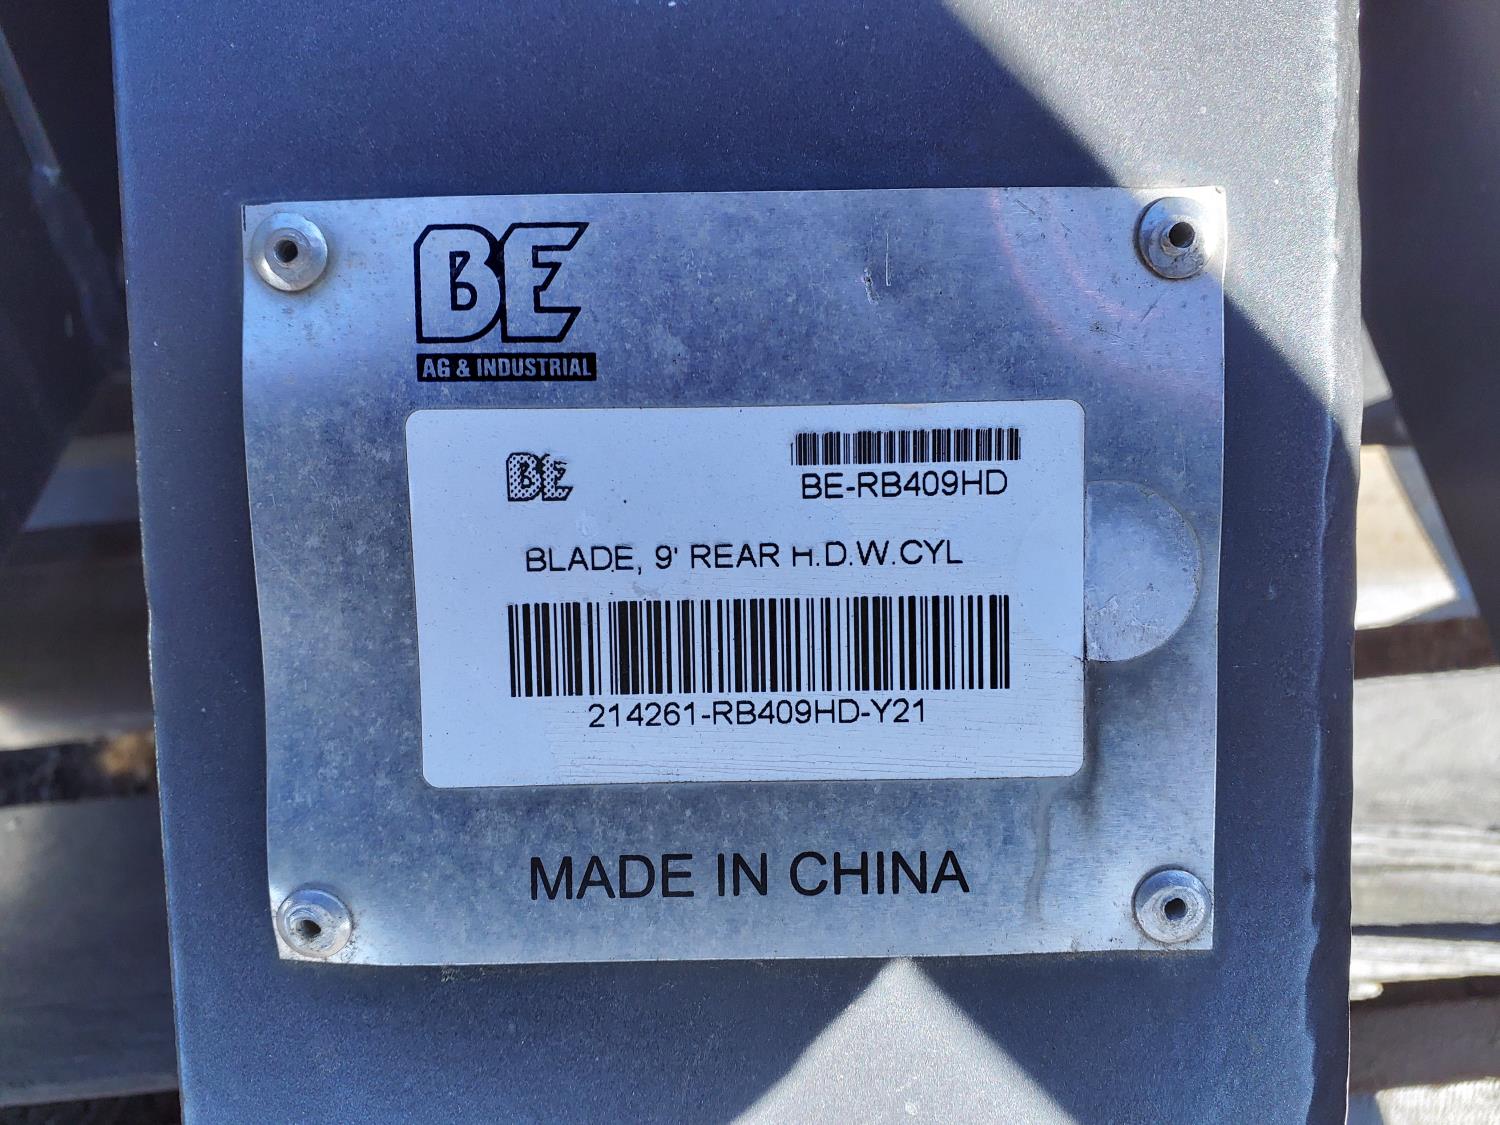 BE
AG & INDUSTRIAL
BE
BE-RB409HD
BLADE, 9' REAR H.D.W.CYL
214261-RB409HD-Y21
MADE IN CHINA